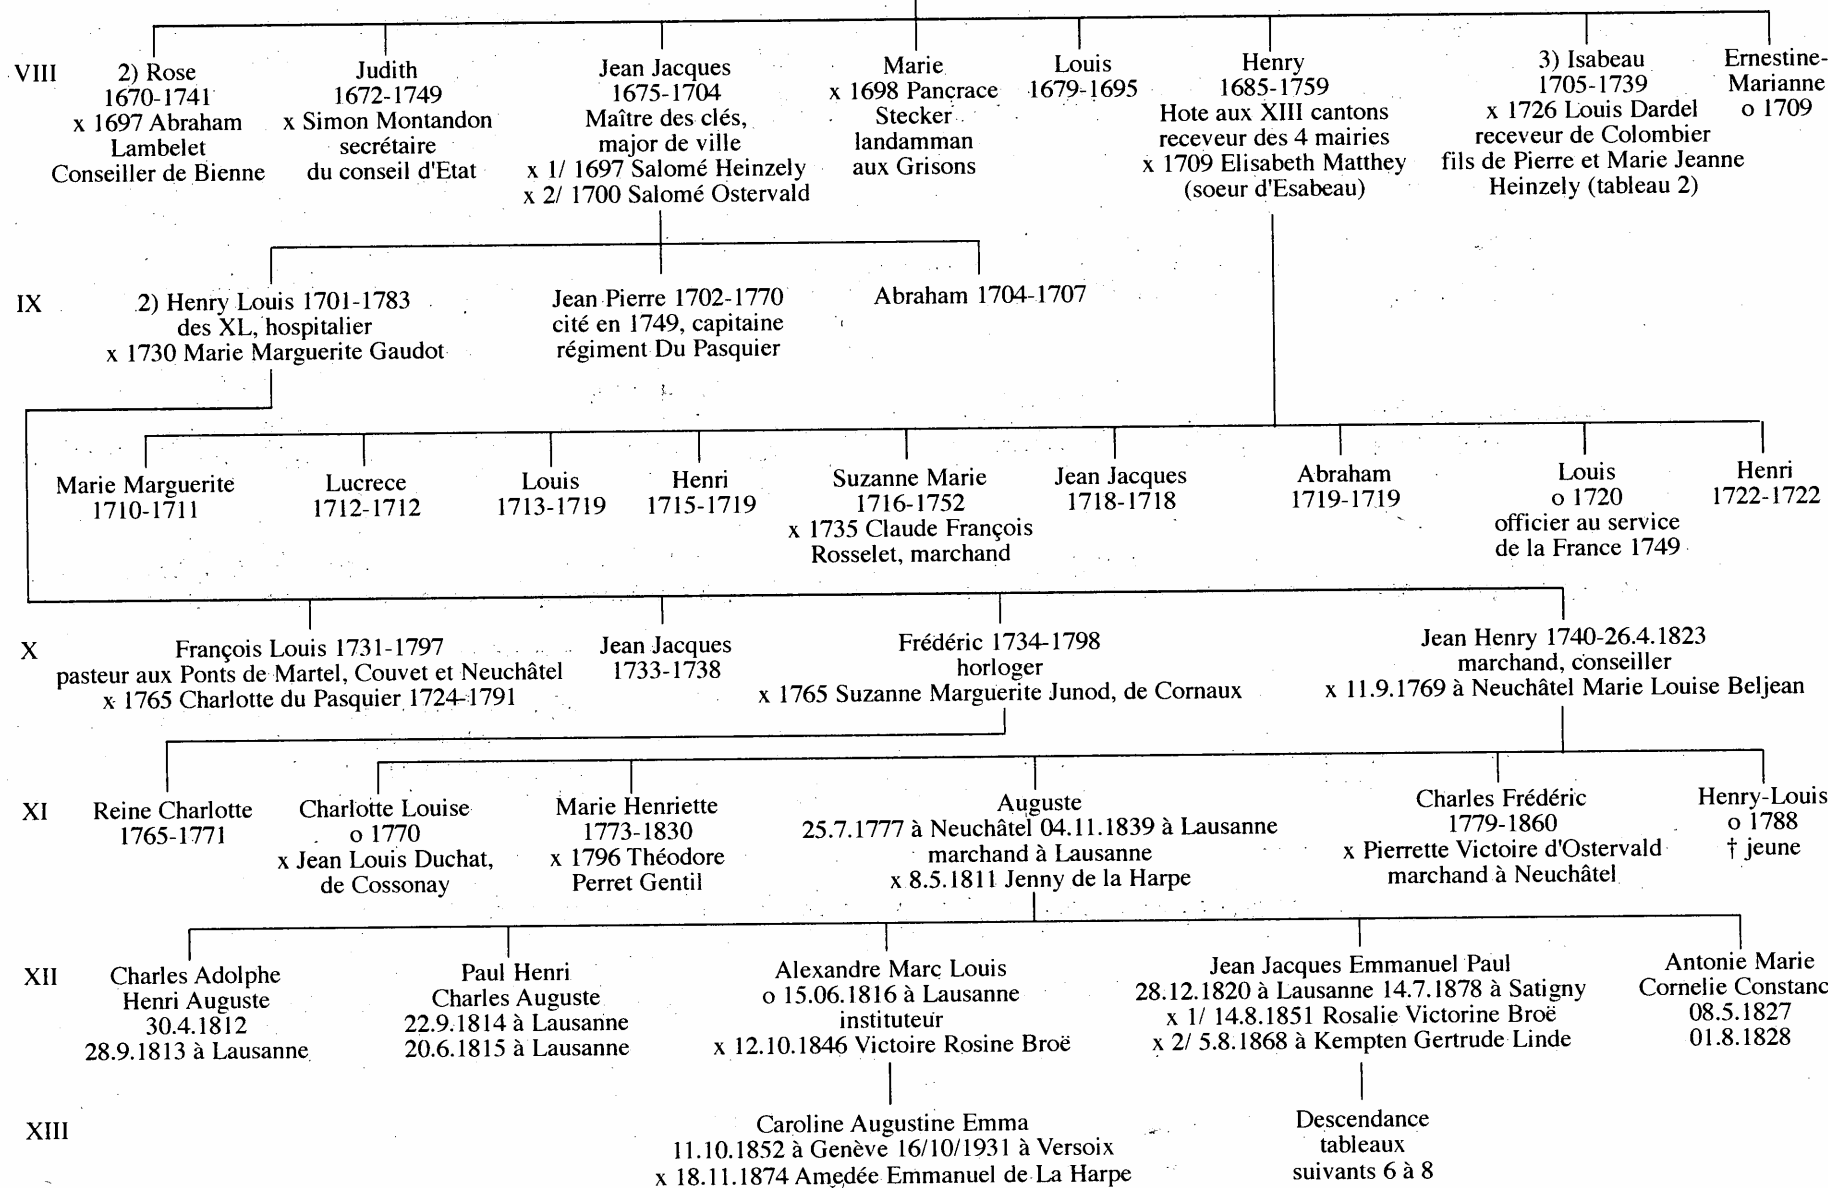 VIII
2) Rose
1670-1741
x 1697 Abraham
Lambelet
Conseiller de Bienne
Judith
1672-1749
x Simon Montandon
secrétaire
du conseil d'Etat
Jean Jacques
1675-1704
Maître des clés,
major de ville
x 1/ 1697 Salomé Heinzely
x 2/ 1700 Salomé Ostervald
Marie
x 1698 Pancrace
Stecker
landamman
aux Grisons
Louis
1679-1695
Henry
1685-1759
Hote aux XIII cantons
receveur des 4 mairies
x 1709 Elisabeth Matthey
(soeur d'Esabeau)
3) Isabeau
1705-1739
x 1726 Louis Dardel
receveur de Colombier
fils de Pierre et Marie Jeanne
Heinzely (tableau 2)
Ernestine-
Marianne
o 1709
IX
2) Henry Louis 1701-1783
des XL, hospitalier
x 1730 Marie Marguerite Gaudot
Jean Pierre 1702-1770
cité en 1749, capitaine
régiment Du Pasquier
Abraham 1704-1707
Marie Marguerite
1710-1711
Lucrece
1712-1712
Louis
1713-1719
Henri
1715-1719
Suzanne Marie
1716-1752
x 1735 Claude François
Rosselet, marchand
Jean Jacques
1718-1718
Abraham
1719-1719
Louis
o 1720
officier au service
de la France 1749
Henri
1722-1722
X
François Louis 1731-1797
pasteur aux Ponts de Martel, Couvet et Neuchâtel
x 1765 Charlotte du Pasquier 1724-1791
Jean Jacques
1733-1738
Frédéric 1734-1798
horloger
x 1765 Suzanne Marguerite Junod, de Cornaux
Jean Henry 1740-26.4.1823
marchand, conseiller
x 11.9.1769 à Neuchâtel Marie Louise Beljean
XI
Reine Charlotte
1765-1771
Charlotte Louise
o 1770
x Jean Louis Duchat,
de Cossonay
Marie Henriette
1773-1830
x 1796 Théodore
Perret Gentil
Auguste
25.7.1777 à Neuchâtel 04.11.1839 à Lausanne
marchand à Lausanne
x 8.5.1811 Jenny de la Harpe
Charles Frédéric
1779-1860
x Pierrette Victoire d'Ostervald
marchand à Neuchâtel
Henry-Louis
o 1788
† jeune
XII
Charles Adolphe
Henri Auguste
30.4.1812
28.9.1813 à Lausanne
Paul Henri
Charles Auguste
22.9.1814 à Lausanne
20.6.1815 à Lausanne
Alexandre Marc Louis
o 15.06.1816 à Lausanne
instituteur
x 12.10.1846 Victoire Rosine Broë
Jean Jacques Emmanuel Paul
28.12.1820 à Lausanne 14.7.1878 à Satigny
x 1/ 14.8.1851 Rosalie Victorine Broë
x 2/ 5.8.1868 à Kempten Gertrude Linde
Antonie Marie
Cornelie Constanc
08.5.1827
01.8.1828
XIII
Caroline Augustine Emma
11.10.1852 à Genève 16/10/1931 à Versoix
x 18.11.1874 Amedée Emmanuel de La Harpe
Descendance
tableaux
suivants 6 à 8